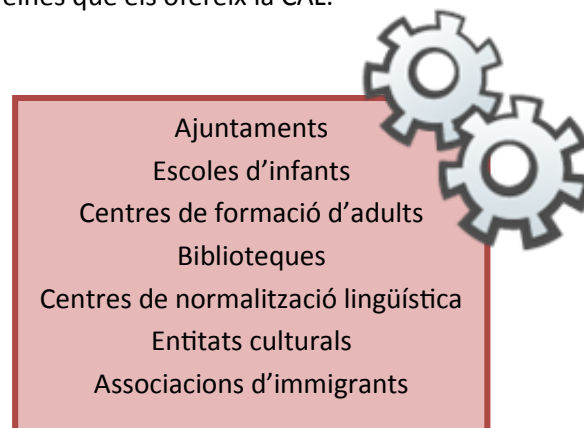 eines que els ofereix la CAL.
Ajuntaments
Escoles d’infants
Centres de formació d’adults
Biblioteques
Centres de normalització lingüística
Entitats culturals
Associacions d’immigrants